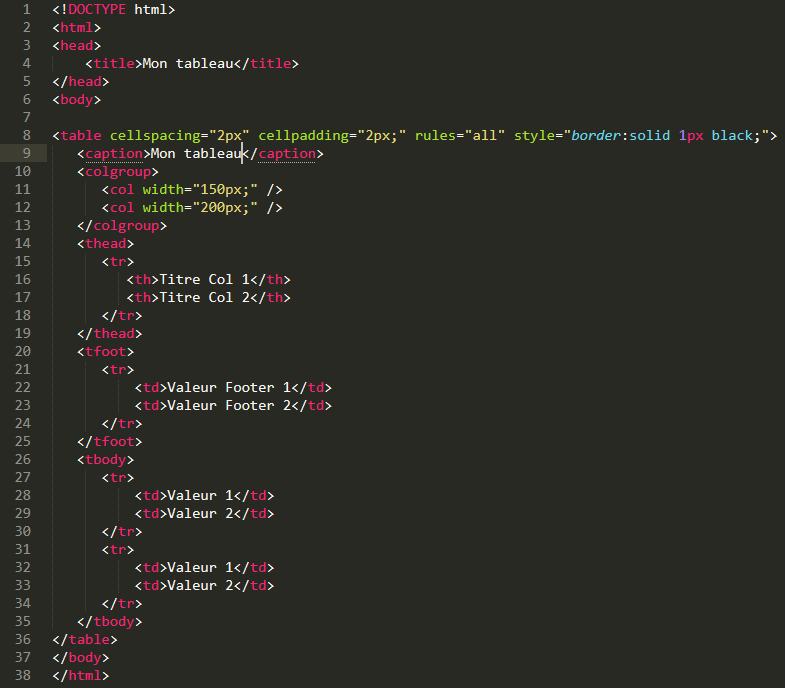 1 <!DOCTYPE html>
2 <html>
3 <head>
4     <title>Mon tableau</title>
5 </head>
6 <body>
7
8 <table cellspacing="2px" cellpadding="2px;" rules="all" style="border:solid 1px black;">
9    <caption>Mon tableau</caption>
10    <colgroup>
11       <col width="150px;" />
12       <col width="200px;" />
13    </colgroup>
14    <thead>
15       <tr>
16          <th>Titre Col 1</th>
17          <th>Titre Col 2</th>
18       </tr>
19    </thead>
20    <tfoot>
21       <tr>
22           <td>Valeur Footer 1</td>
23           <td>Valeur Footer 2</td>
24       </tr>
25    </tfoot>
26    <tbody>
27       <tr>
28           <td>Valeur 1</td>
29           <td>Valeur 2</td>
30       </tr>
31       <tr>
32           <td>Valeur 1</td>
33           <td>Valeur 2</td>
34       </tr>
35    </tbody>
36 </table>
37 </body>
38 </html>